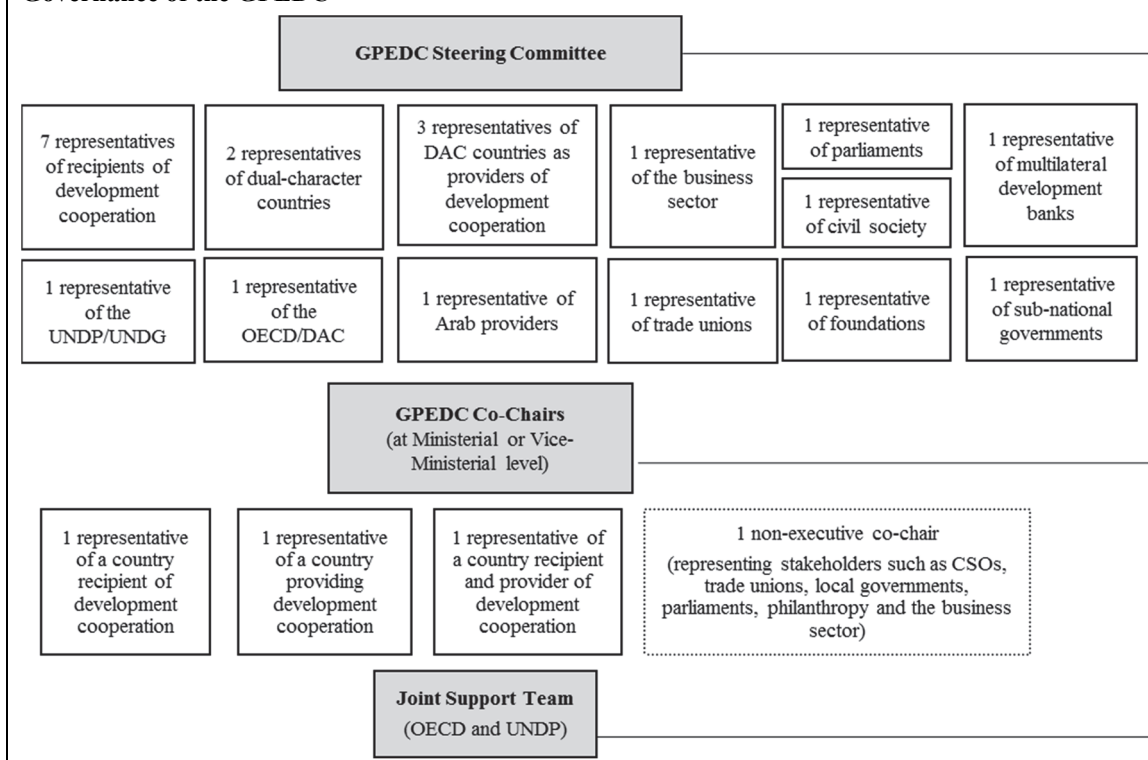 Governance of the GPEDC
GPEDC Steering Committee
7 representatives
of recipients of
development
cooperation
2 representatives
of dual-character
countries
3 representatives of
DAC countries as
providers of
development
cooperation
1 representative
of the business
sector
1 representative
of parliaments
1 representative
of civil society
1 representative
of multilateral
development
banks
1 representative
of the
UNDP/UNDG
1 representative
of the
OECD/DAC
1 representative of
Arab providers
1 representative
of trade unions
1 representative
of foundations
1 representative
of sub-national
governments
GPEDC Co-Chairs
(at Ministerial or Vice-
Ministerial level)
1 representative
of a country
recipient of
development
cooperation
1 representative
of a country
providing
development
cooperation
1 representative of
a country recipient
and provider of
development
cooperation
1 non-executive co-chair
(representing stakeholders such as CSOs,
trade unions, local governments,
parliaments, philanthropy and the business
sector)
Joint Support Team
(OECD and UNDP)